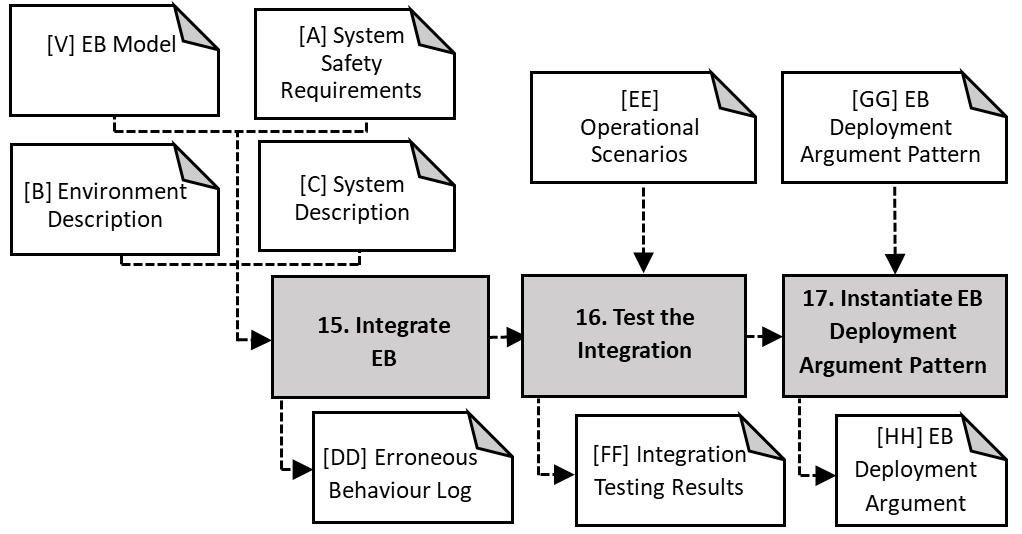 [V] EB Model
[A] System
Safety
Requirements
[B] Environment
Description
[C] System
Description
[EE]
Operational
Scenarios
[GG] EB
Deployment
Argument Pattern
15. Integrate
EB
16. Test the
Integration
17. Instantiate EB
Deployment
Argument Pattern
[DD] Erroneous
Behaviour Log
[FF] Integration
Testing Results
[HH] EB
Deployment
Argument